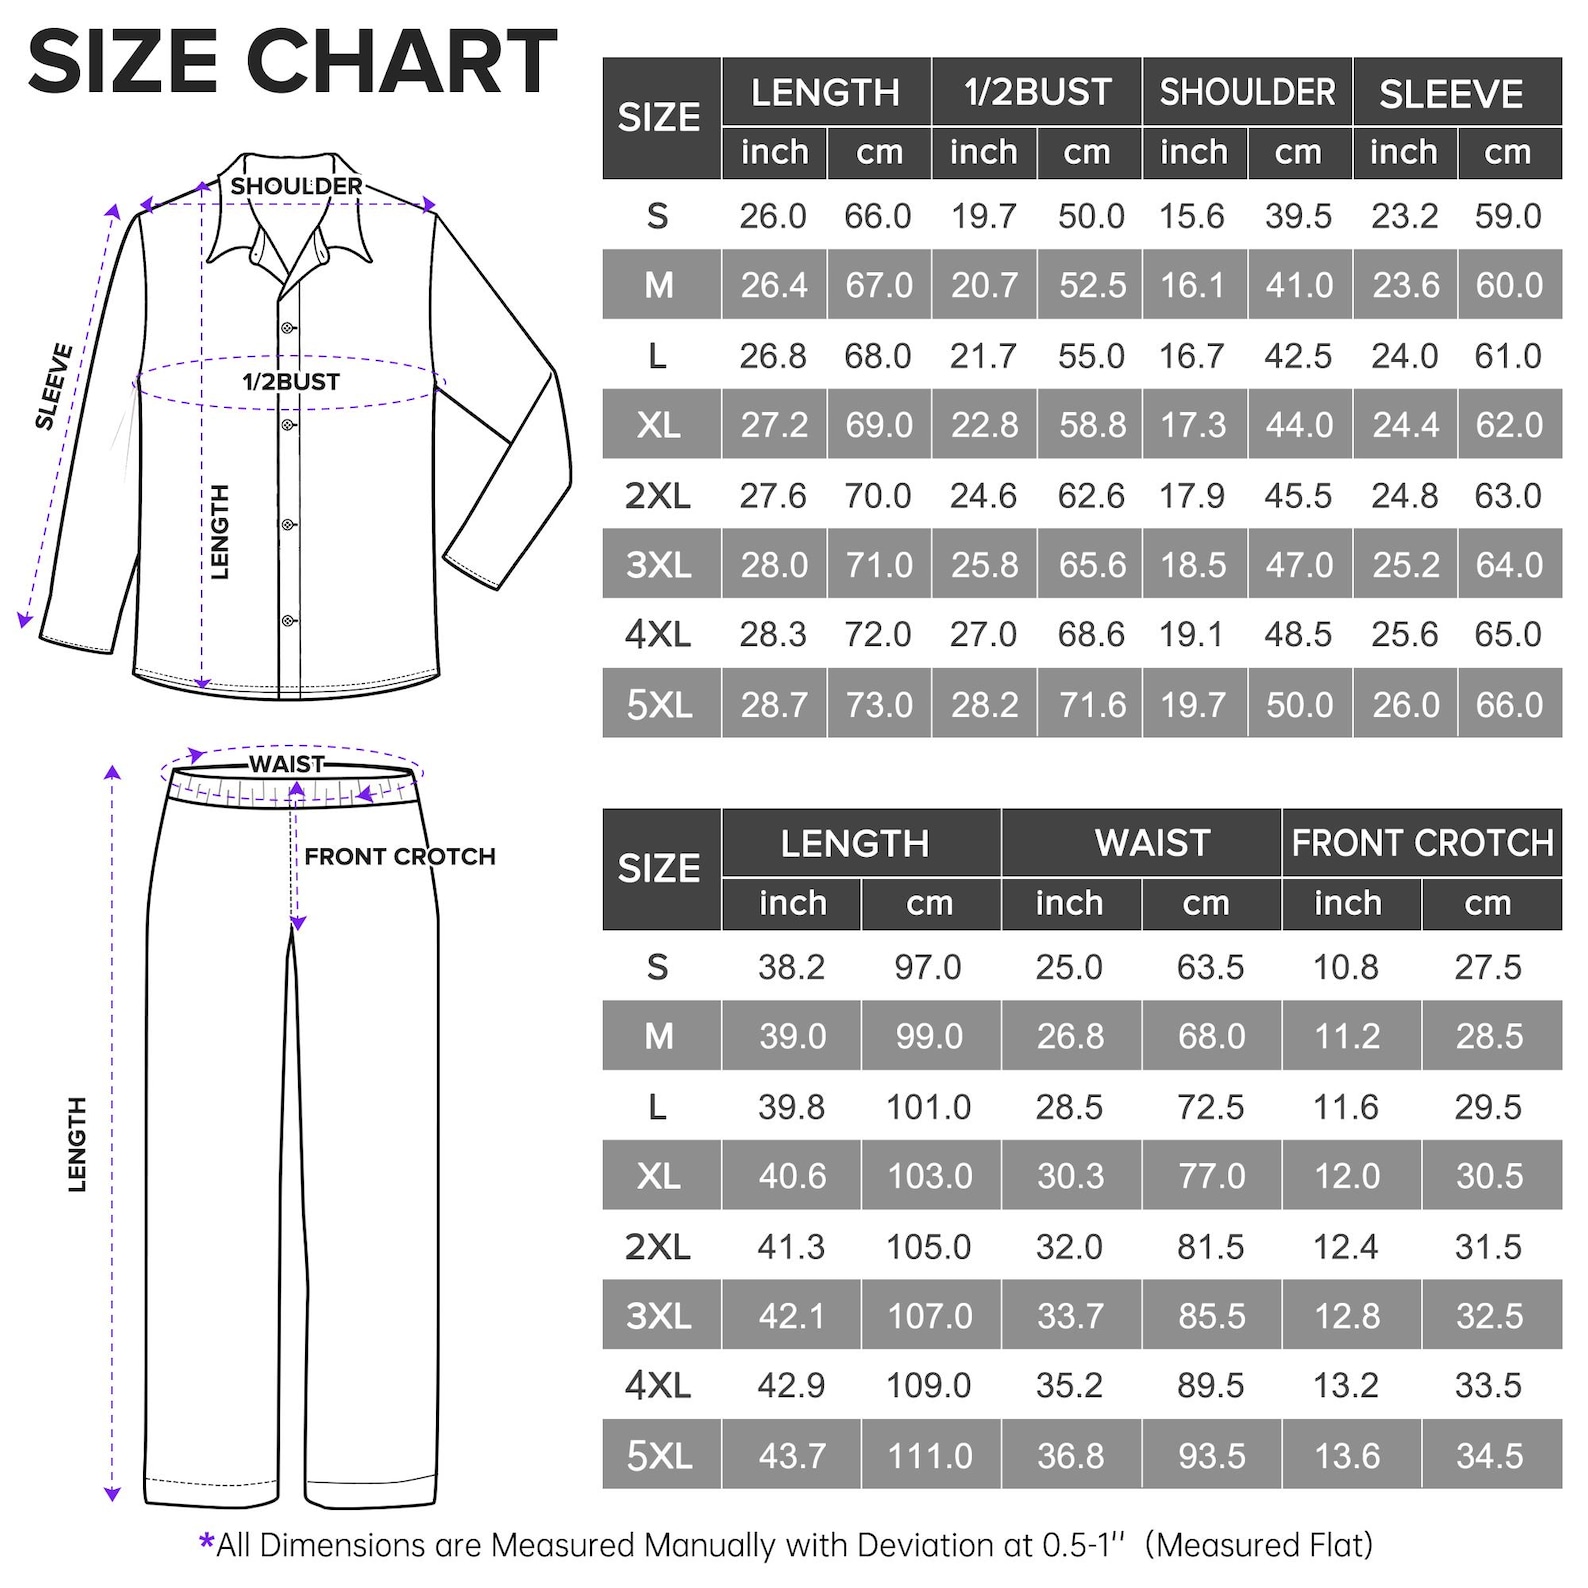 SIZE CHART
SHOULDER
SLEEVE
1/2BUST
LENGTH
SIZE LENGTH 1/2BUST SHOULDER SLEEVE
inch cm inch cm inch cm inch cm
S 26.0 66.0 19.7 50.0 15.6 39.5 23.2 59.0
M 26.4 67.0 20.7 52.5 16.1 41.0 23.6 60.0
L 26.8 68.0 21.7 55.0 16.7 42.5 24.0 61.0
XL 27.2 69.0 22.8 58.8 17.3 44.0 24.4 62.0
2XL 27.6 70.0 24.6 62.6 17.9 45.5 24.8 63.0
3XL 28.0 71.0 25.8 65.6 18.5 47.0 25.2 64.0
4XL 28.3 72.0 27.0 68.6 19.1 48.5 25.6 65.0
5XL 28.7 73.0 28.2 71.6 19.7 50.0 26.0 66.0
WAIST
FRONT CROTCH
LENGTH
SIZE LENGTH WAIST FRONT CROTCH
inch cm inch cm inch cm
S 38.2 97.0 25.0 63.5 10.8 27.5
M 39.0 99.0 26.8 68.0 11.2 28.5
L 39.8 101.0 28.5 72.5 11.6 29.5
XL 40.6 103.0 30.3 77.0 12.0 30.5
2XL 41.3 105.0 32.0 81.5 12.4 31.5
3XL 42.1 107.0 33.7 85.5 12.8 32.5
4XL 42.9 109.0 35.2 89.5 13.2 33.5
5XL 43.7 111.0 36.8 93.5 13.6 34.5
*All Dimensions are Measured Manually with Deviation at 0.5-1" (Measured Flat)